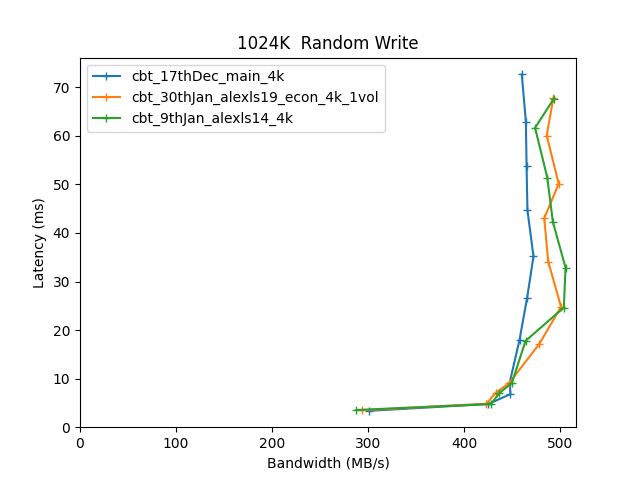 1024K  Random Write
cbt_17thDec_main_4k
cbt_30thJan_alexls19_econ_4k_1vol
cbt_9thJan_alexls14_4k
Latency (ms)
70
60
50
40
30
20
10
0
0 100 200 300 400 500
Bandwidth (MB/s)